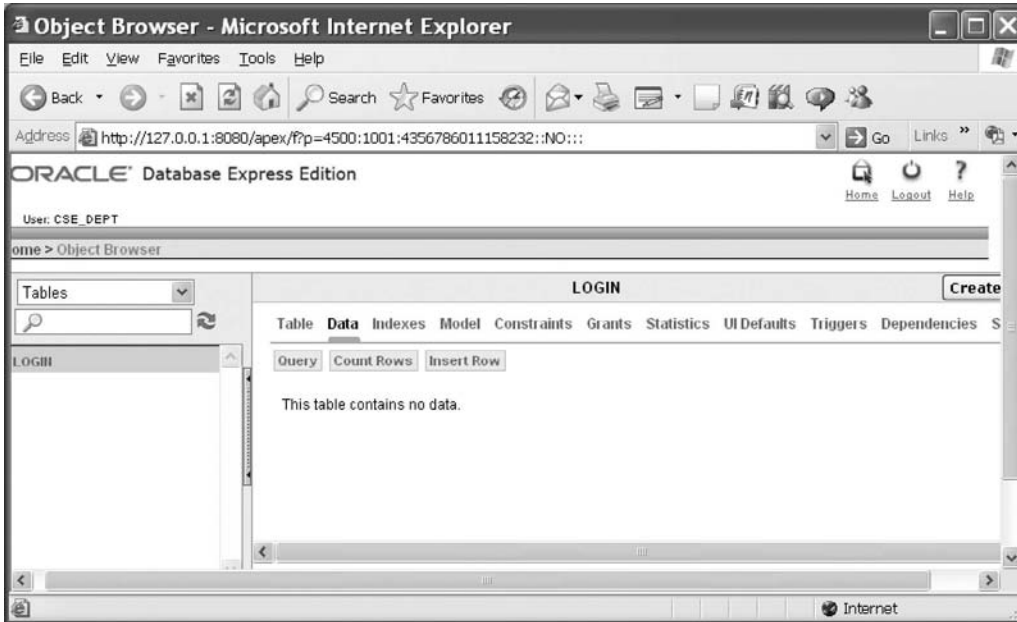 Object Browser - Microsoft Internet Explorer
File Edit View Favorites Tools Help
Back Search Favorites
Address http://127.0.0.1:8080/apex/f?p=4500:1001:4356786011158232::NO::: Go Links »
ORACLE Database Express Edition
Home Logout Help
User: CSE_DEPT
ome > Object Browser
Tables
LOGIN
Create
Table Data Indexes Model Constraints Grants Statistics UI Defaults Triggers Dependencies S
LOGIN
Query Count Rows Insert Row
This table contains no data.
Internet